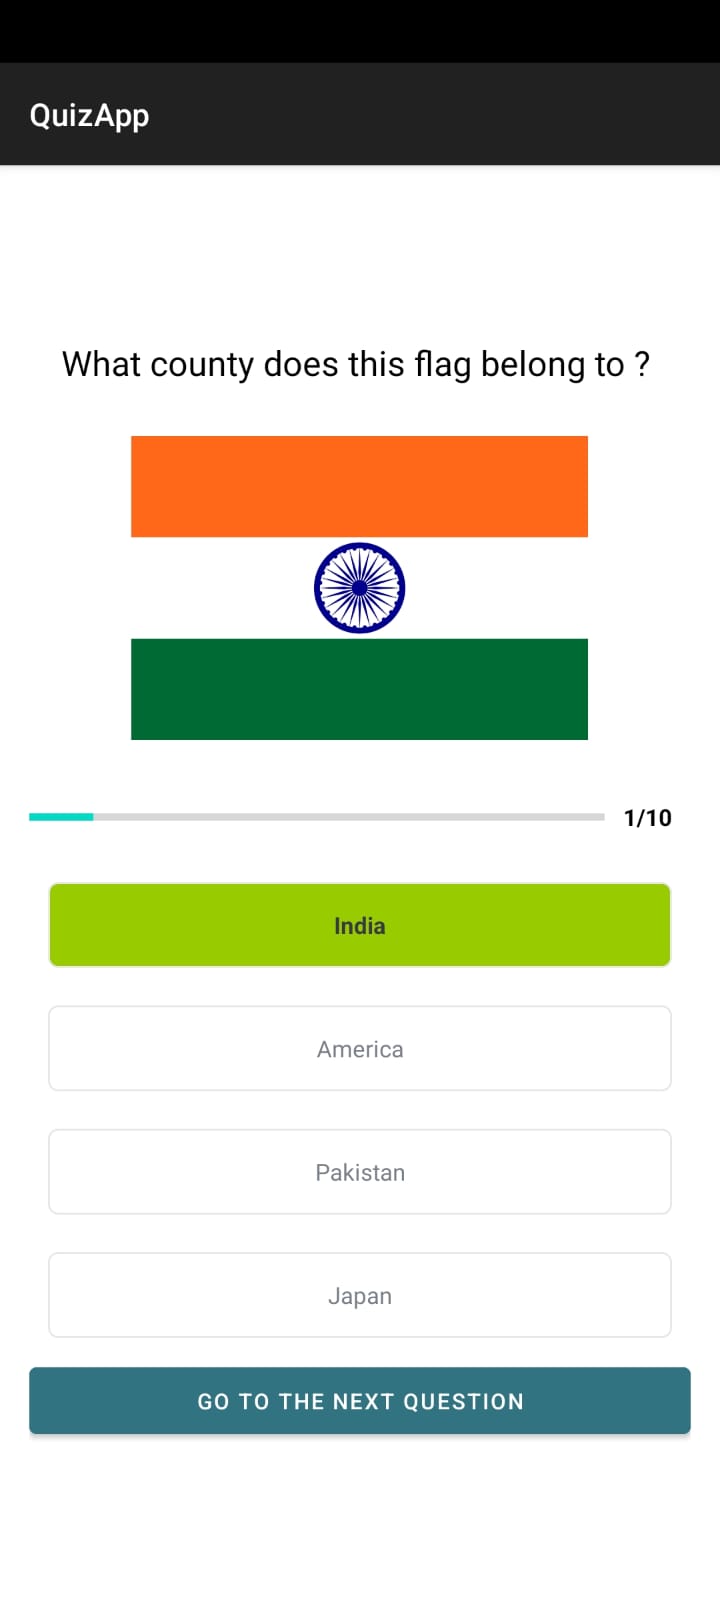 QuizApp
What county does this flag belong to ?
1/10
India
America
Pakistan
Japan
GO TO THE NEXT QUESTION